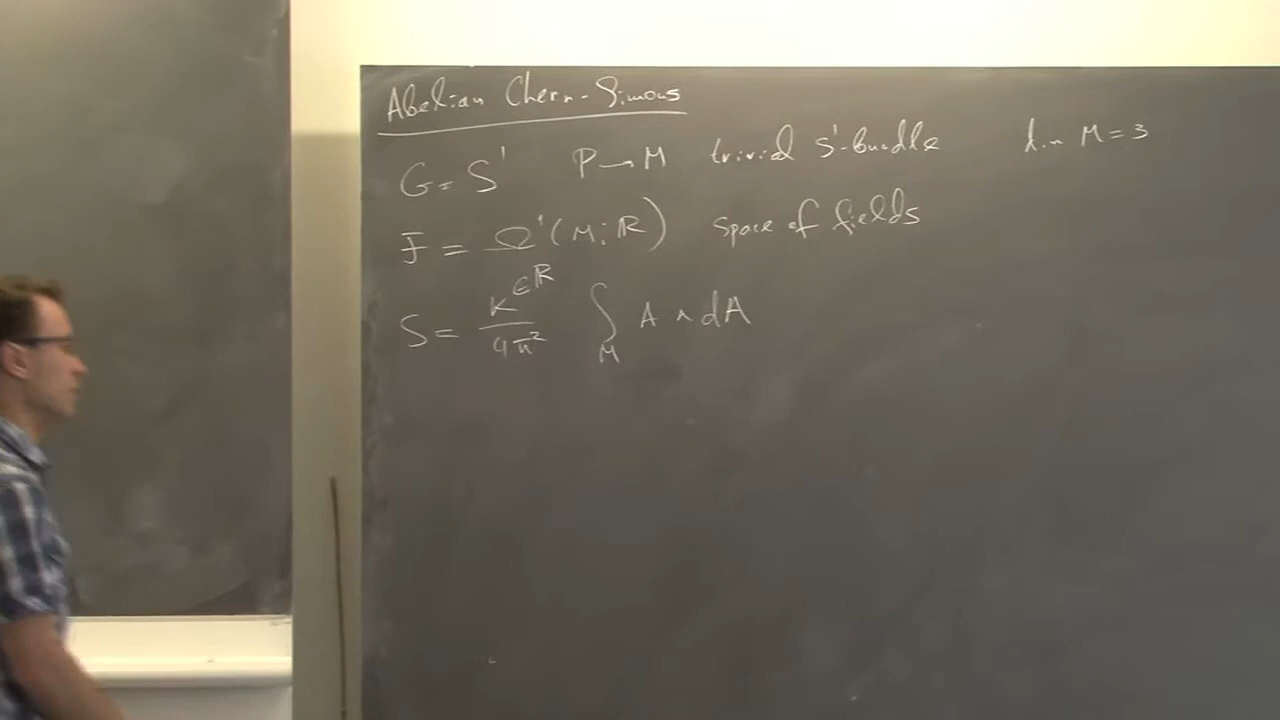 Abelian Chern-Simons
G = S¹ P → M trivial S¹-bundle dim M = 3
F = Ω¹(M; ℝ) space of fields
S = k^{∈ℝ}/4π² ∫_M A ∧ dA